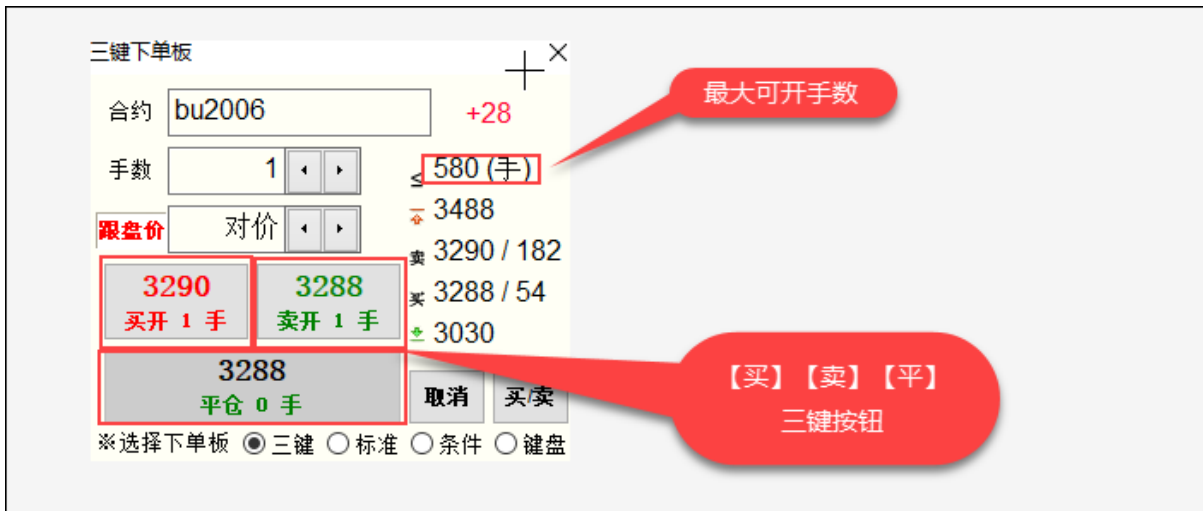 三键下单板
最大可开手数
合约 bu2006 +28
手数 1 ≤ 580 (手)
3488
跟盘价 对价
卖 3290 / 182
3290 3288
买 3288 / 54
买开 1 手 卖开 1 手
3030
3288
平仓 0 手
取消 买/卖
【买】【卖】【平】
三键按钮
※选择下单板 三键 标准 条件 键盘